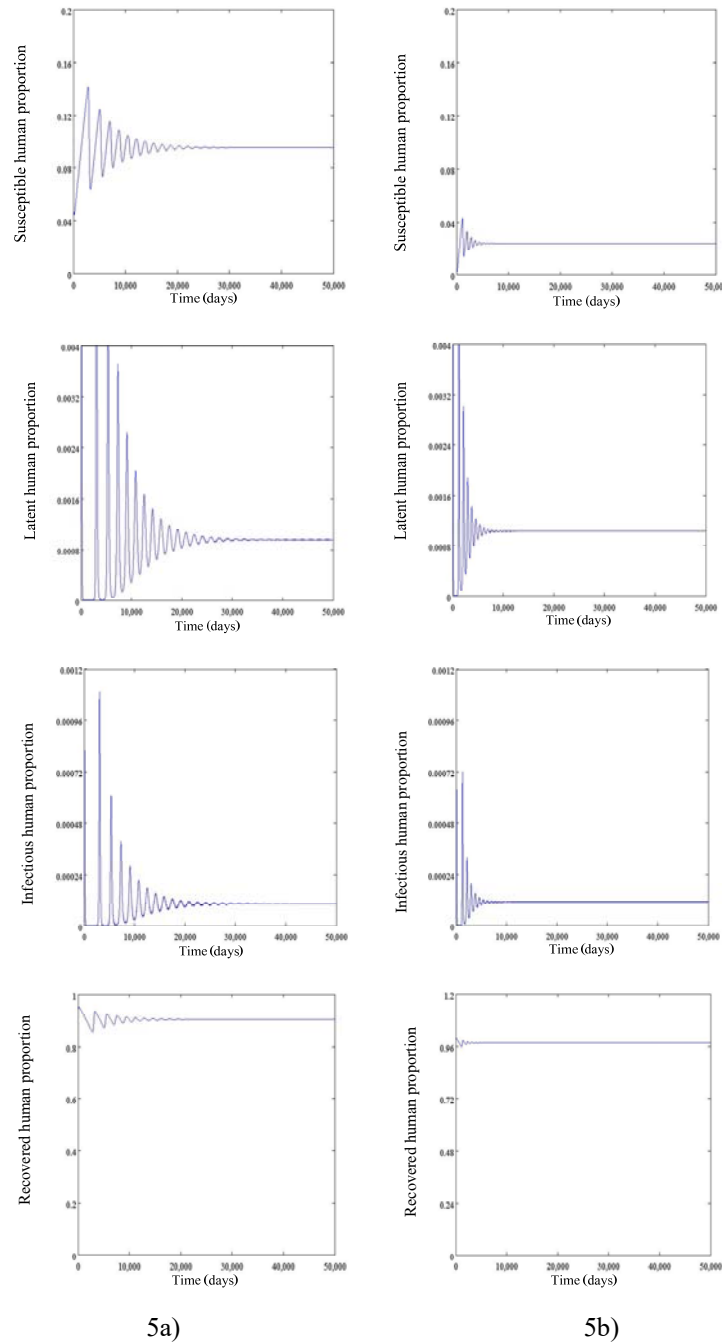 Susceptible human proportion
0.2
0.16
0.12
0.08
0.04
0
0 10,000 20,000 30,000 40,000 50,000
Time (days)
Susceptible human proportion
0.2
0.16
0.12
0.08
0.04
0
0 10,000 20,000 30,000 40,000 50,000
Time (days)
Latent human proportion
0.004
0.0032
0.0024
0.0016
0.0008
0
0 10,000 20,000 30,000 40,000 50,000
Time (days)
Latent human proportion
0.004
0.0032
0.0024
0.0016
0.0008
0
0 10,000 20,000 30,000 40,000 50,000
Time (days)
Infectious human proportion
0.0012
0.00096
0.00072
0.00048
0.00024
0
0 10,000 20,000 30,000 40,000 50,000
Time (days)
Infectious human proportion
0.0012
0.00096
0.00072
0.00048
0.00024
0
0 10,000 20,000 30,000 40,000 50,000
Time (days)
Recovered human proportion
1
0.8
0.6
0.4
0.2
0
0 10,000 20,000 30,000 40,000 50,000
Time (days)
Recovered human proportion
1.2
0.96
0.72
0.48
0.24
0
0 10,000 20,000 30,000 40,000 50,000
Time (days)
5a)
5b)